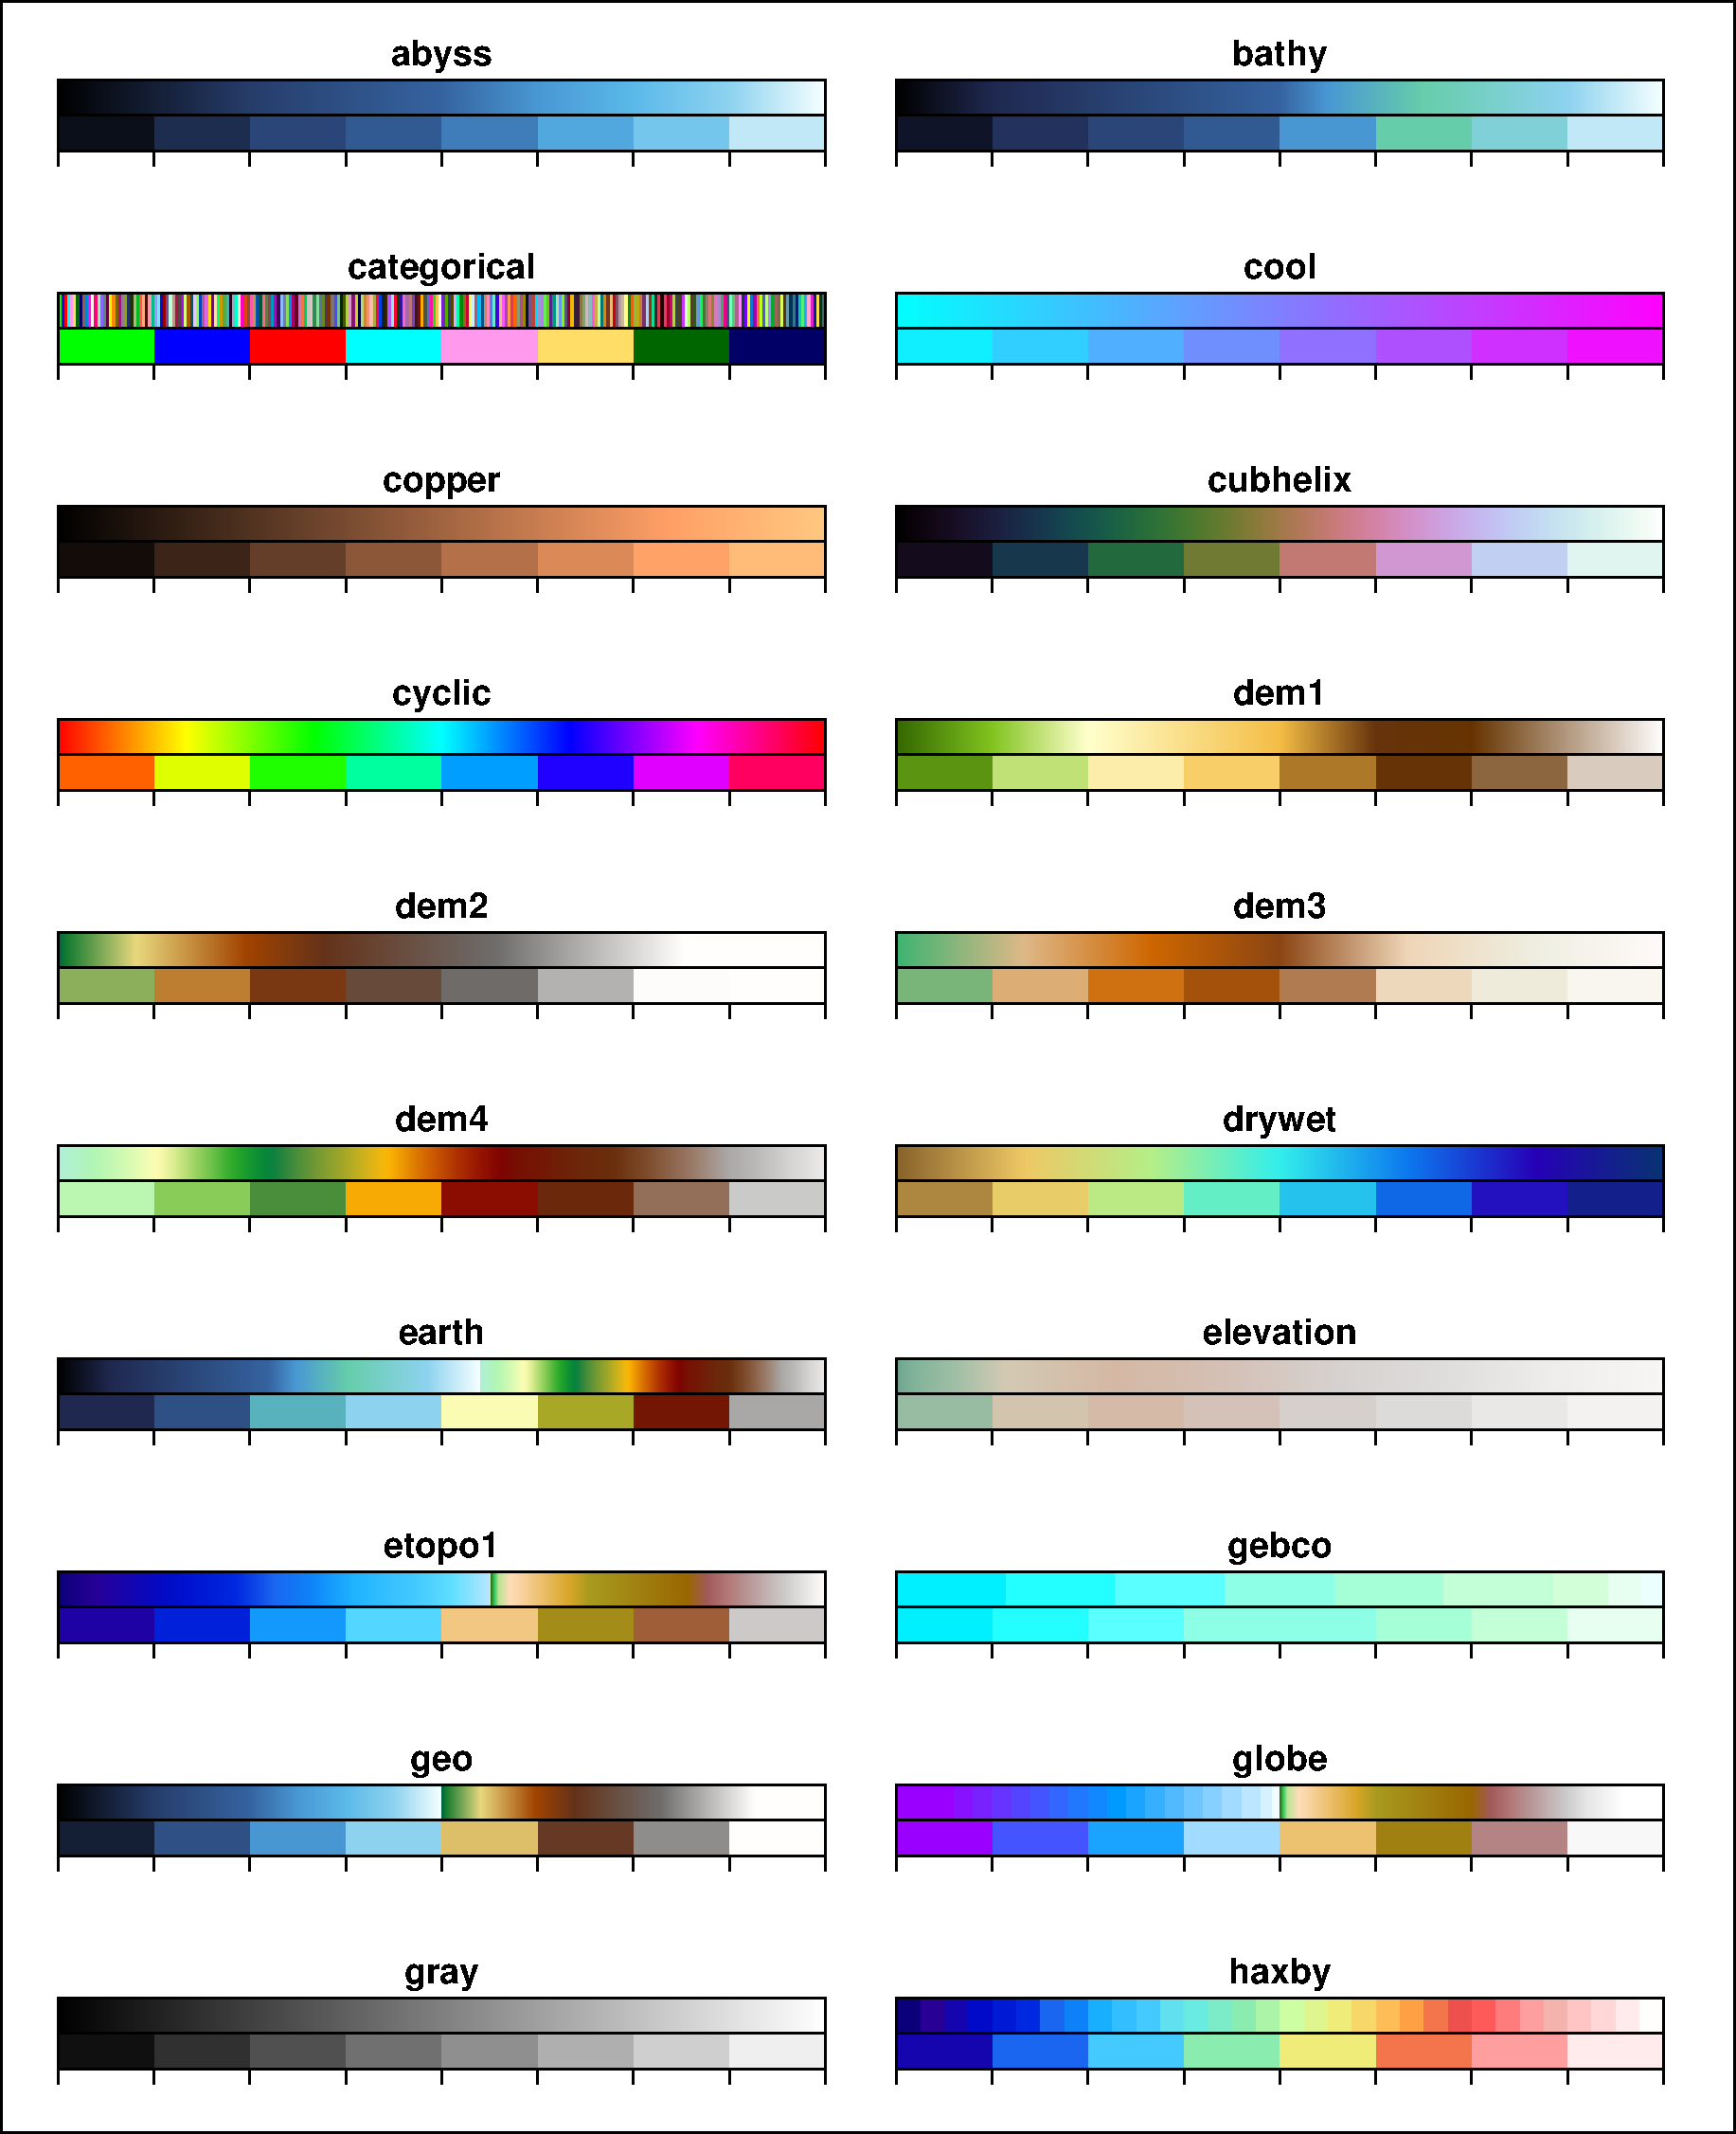 abyss
bathy
categorical
cool
copper
cubhelix
cyclic
dem1
dem2
dem3
dem4
drywet
earth
elevation
etopo1
gebco
geo
globe
gray
haxby